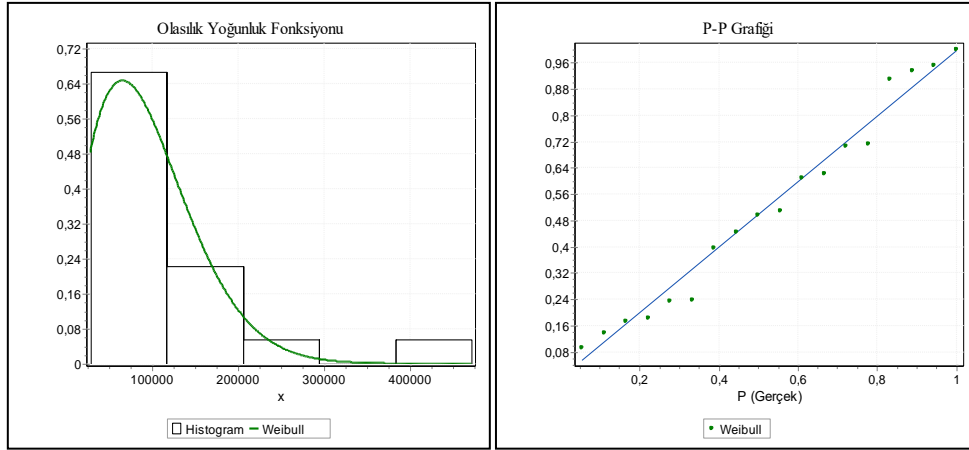 Olasılık Yoğunluk Fonksiyonu
0,72
0,64
0,56
0,48
0,4
0,32
0,24
0,16
0,08
0
100000 200000 300000 400000
x
Histogram Weibull
P-P Grafiği
0,96
0,88
0,8
0,72
0,64
0,56
0,48
0,4
0,32
0,24
0,16
0,08
0,2 0,4 0,6 0,8 1
P (Gerçek)
Weibull